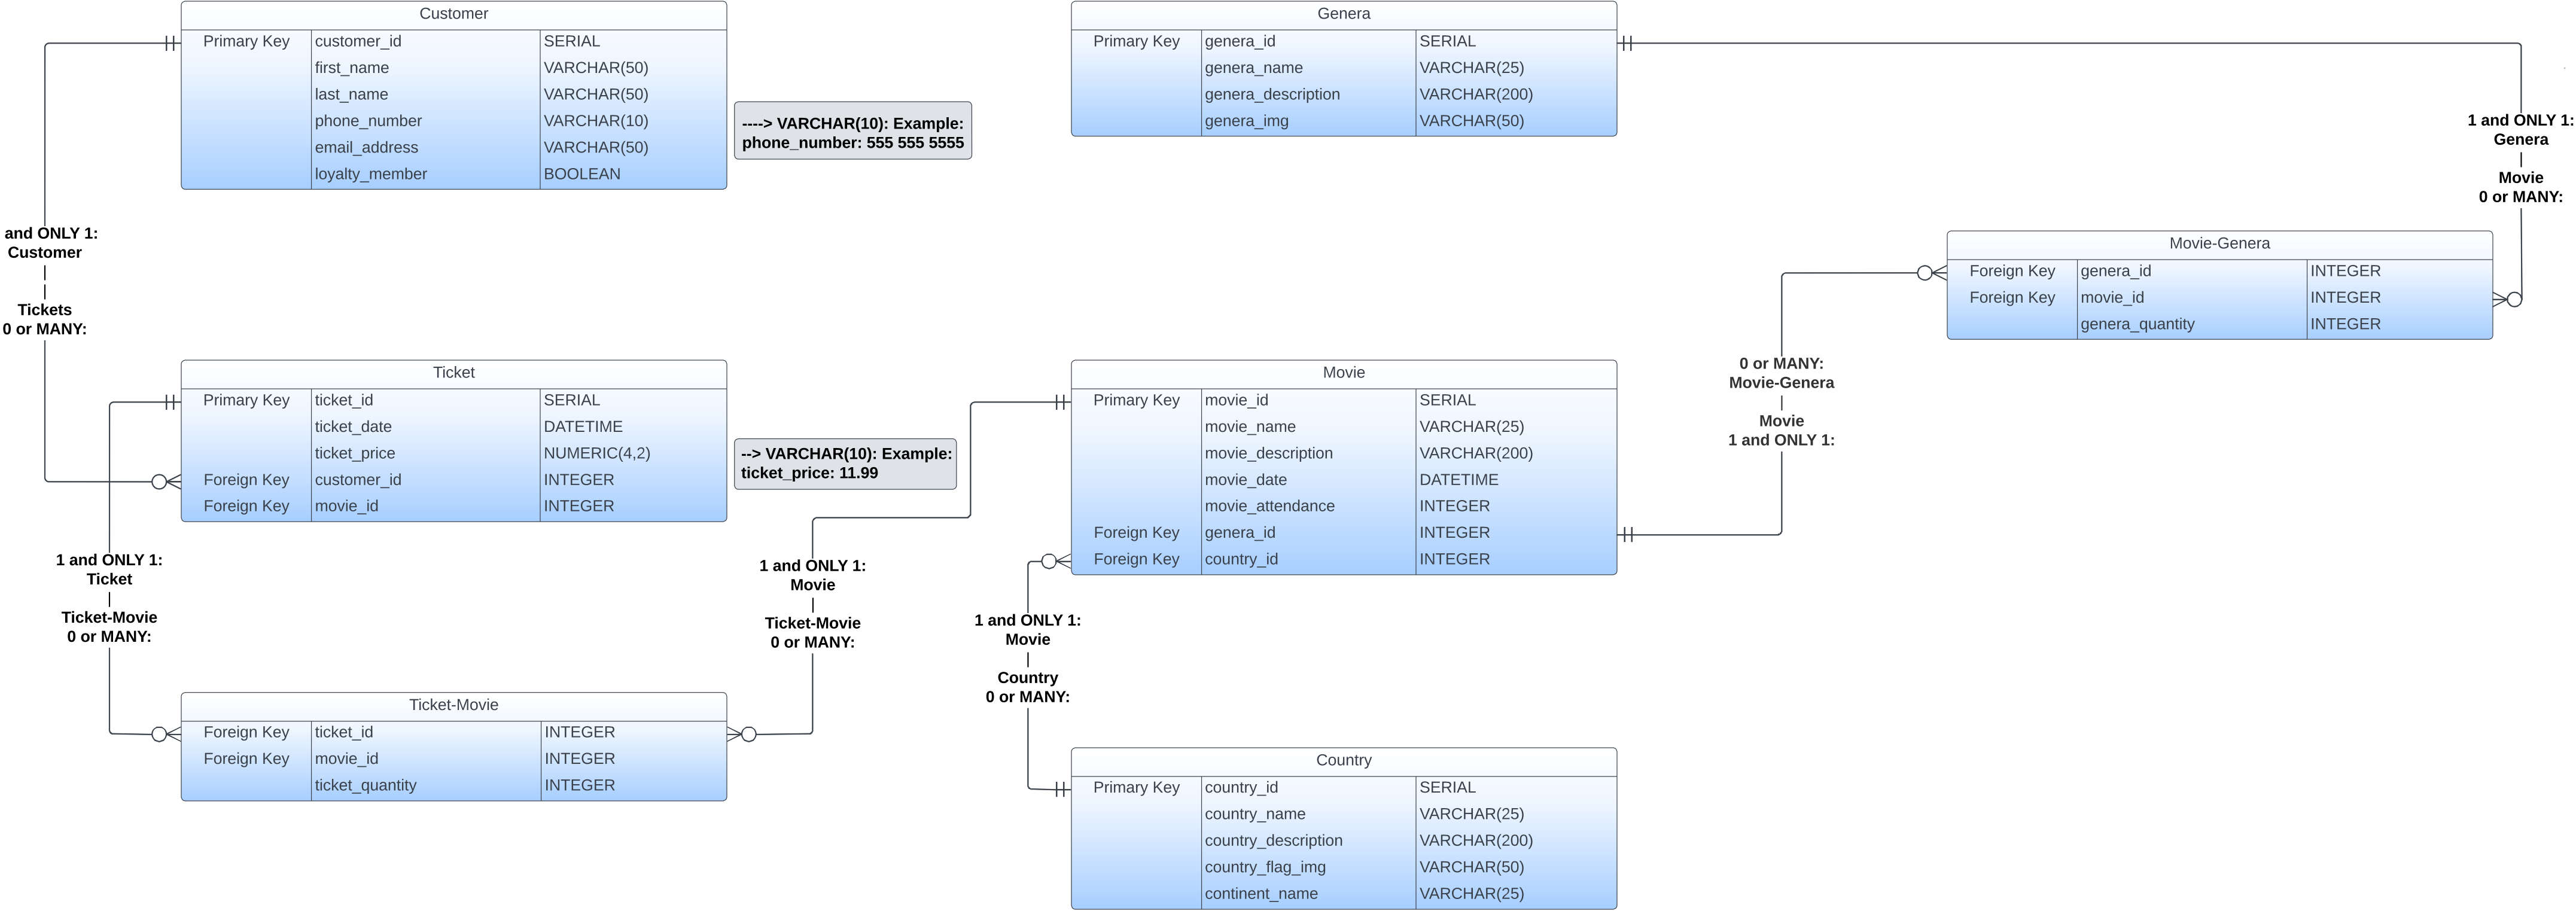 Customer
Primary Key customer_id SERIAL
first_name VARCHAR(50)
last_name VARCHAR(50)
phone_number VARCHAR(10)
email_address VARCHAR(50)
loyalty_member BOOLEAN
----> VARCHAR(10): Example:
phone_number: 555 555 5555
Genera
Primary Key genera_id SERIAL
genera_name VARCHAR(25)
genera_description VARCHAR(200)
genera_img VARCHAR(50)
1 and ONLY 1:
Genera
|
Movie
0 or MANY:
and ONLY 1:
Customer
|
|
Tickets
0 or MANY:
Movie-Genera
Foreign Key genera_id INTEGER
Foreign Key movie_id INTEGER
genera_quantity INTEGER
0 or MANY:
Movie-Genera
|
Movie
1 and ONLY 1:
Ticket
Primary Key ticket_id SERIAL
ticket_date DATETIME
ticket_price NUMERIC(4,2)
Foreign Key customer_id INTEGER
Foreign Key movie_id INTEGER
--> VARCHAR(10): Example:
ticket_price: 11.99
Movie
Primary Key movie_id SERIAL
movie_name VARCHAR(25)
movie_description VARCHAR(200)
movie_date DATETIME
movie_attendance INTEGER
Foreign Key genera_id INTEGER
Foreign Key country_id INTEGER
1 and ONLY 1:
Ticket
|
Ticket-Movie
0 or MANY:
1 and ONLY 1:
Movie
|
Ticket-Movie
0 or MANY:
1 and ONLY 1:
Movie
|
Country
0 or MANY:
Ticket-Movie
Foreign Key ticket_id INTEGER
Foreign Key movie_id INTEGER
ticket_quantity INTEGER
Country
Primary Key country_id SERIAL
country_name VARCHAR(25)
country_description VARCHAR(200)
country_flag_img VARCHAR(50)
continent_name VARCHAR(25)